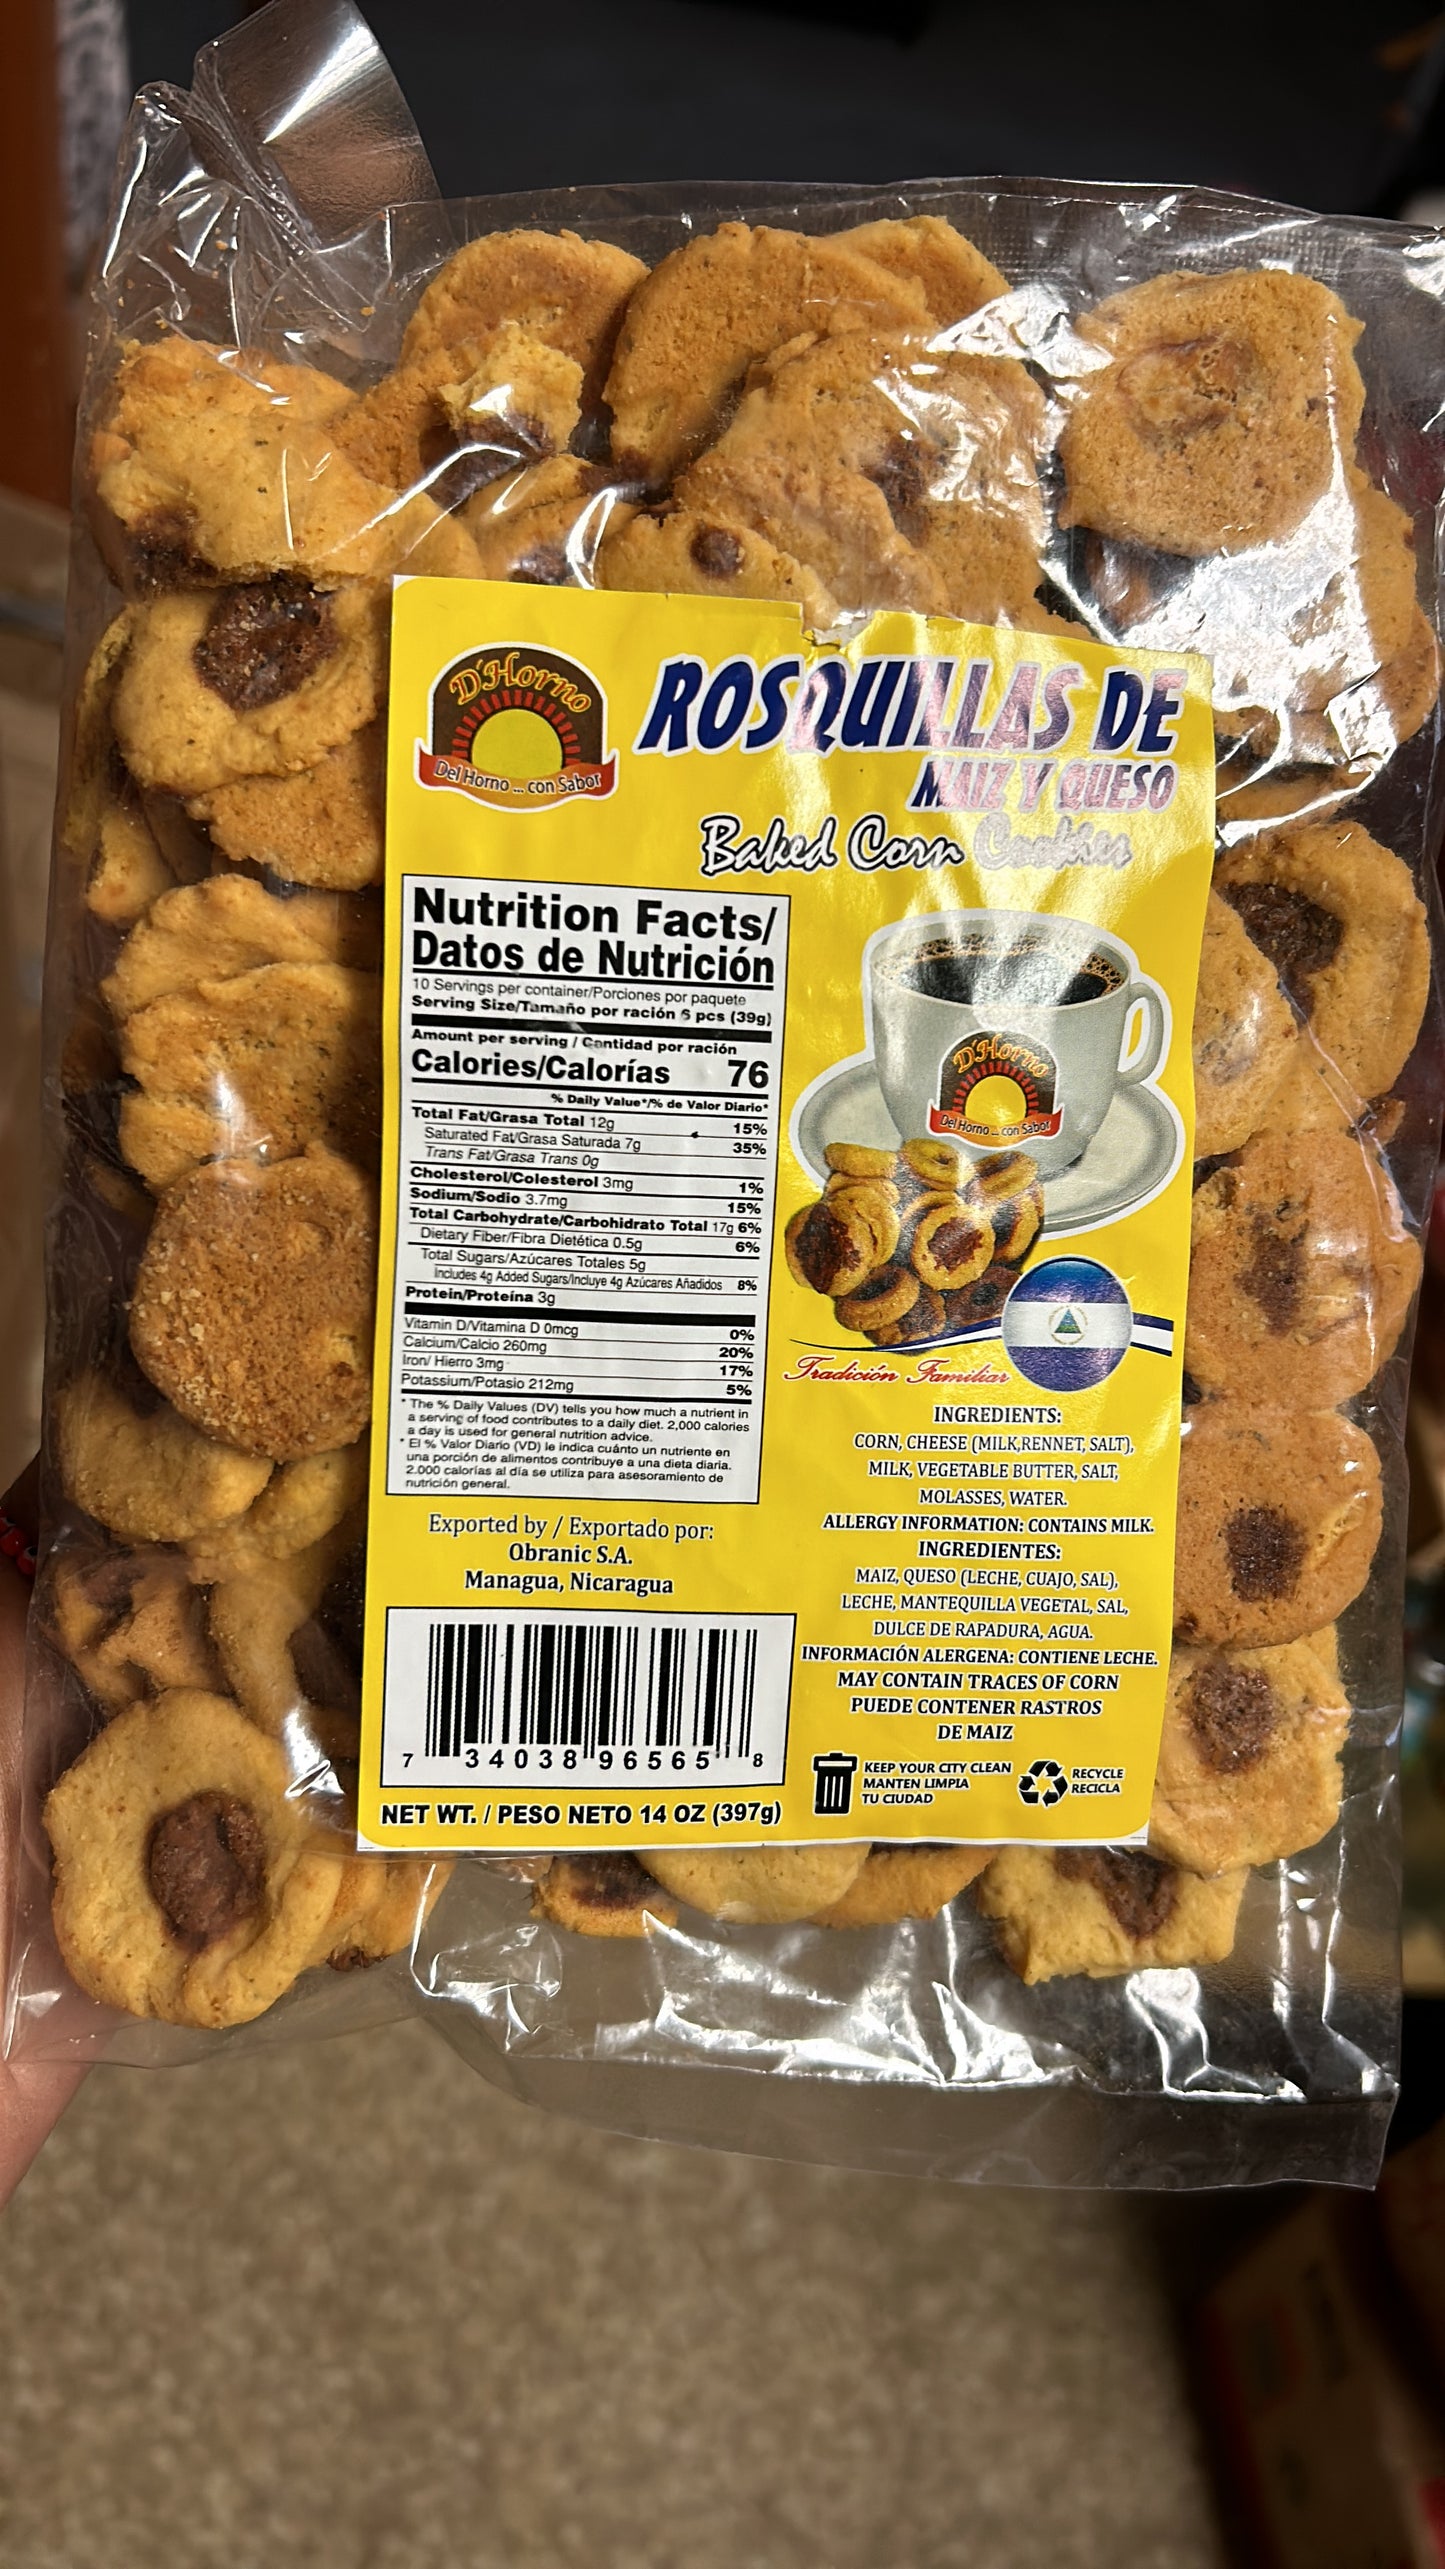 D'Horno
Del Horno ... con Sabor
ROSQUILLAS DE
MAIZ Y QUESO
Baked Corn Cookies
Nutrition Facts/
Datos de Nutrición
10 Servings per container/Porciones por paquete
Serving Size/Tamaño por ración 6 pcs (39g)
Amount per serving / Cantidad por ración
Calories/Calorías 76
% Daily Value*/% de Valor Diario*
Total Fat/Grasa Total 12g 15%
Saturated Fat/Grasa Saturada 7g 35%
Trans Fat/Grasa Trans 0g
Cholesterol/Colesterol 3mg 1%
Sodium/Sodio 3.7mg 15%
Total Carbohydrate/Carbohidrato Total 17g 6%
Dietary Fiber/Fibra Dietética 0.5g 6%
Total Sugars/Azúcares Totales 5g
Includes 4g Added Sugars/Incluye 4g Azúcares Añadidos 8%
Protein/Proteína 3g
Vitamin D/Vitamina D 0mcg 0%
Calcium/Calcio 260mg 20%
Iron/ Hierro 3mg 17%
Potassium/Potasio 212mg 5%
* The % Daily Values (DV) tells you how much a nutrient in
a serving of food contributes to a daily diet. 2,000 calories
a day is used for general nutrition advice.
* El % Valor Diario (VD) le indica cuánto un nutriente en
una porción de alimentos contribuye a una dieta diaria.
2.000 calorías al día se utiliza para asesoramiento de
nutrición general.
Exported by / Exportado por:
Obranic S.A.
Managua, Nicaragua
7 34038 96565 8
NET WT. / PESO NETO 14 OZ (397g)
D'Horno
Del Horno ... con Sabor
Tradición Familiar
INGREDIENTS:
CORN, CHEESE (MILK,RENNET, SALT),
MILK, VEGETABLE BUTTER, SALT,
MOLASSES, WATER.
ALLERGY INFORMATION: CONTAINS MILK.
INGREDIENTES:
MAIZ, QUESO (LECHE, CUAJO, SAL),
LECHE, MANTEQUILLA VEGETAL, SAL,
DULCE DE RAPADURA, AGUA.
INFORMACIÓN ALERGENA: CONTIENE LECHE.
MAY CONTAIN TRACES OF CORN
PUEDE CONTENER RASTROS
DE MAIZ
KEEP YOUR CITY CLEAN
MANTEN LIMPIA
TU CIUDAD
RECYCLE
RECICLA